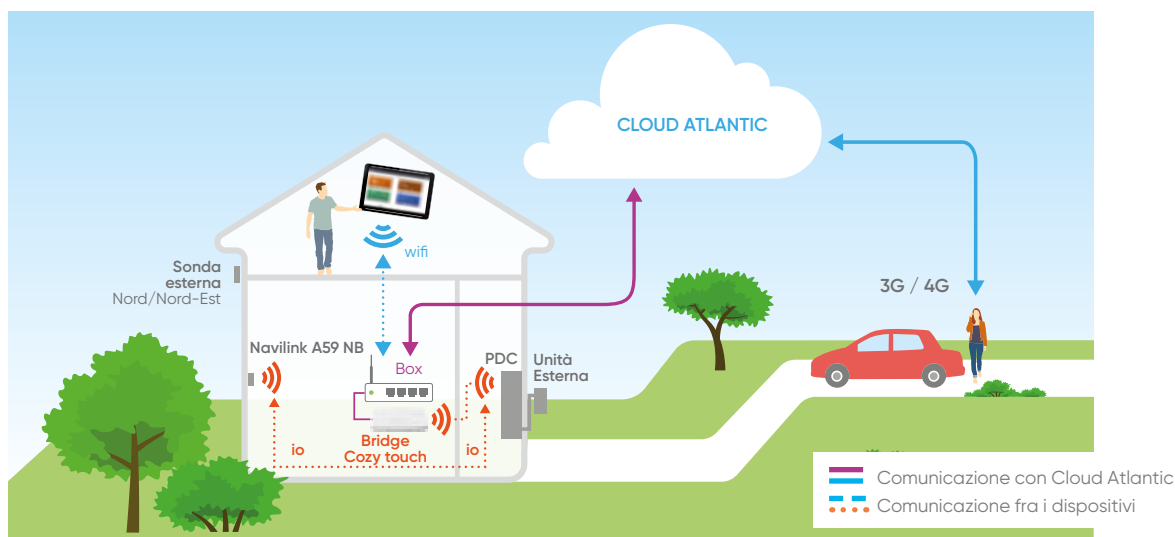 CLOUD ATLANTIC
wifi
Sonda
esterna
Nord/Nord-Est
3G / 4G
Navilink A59 NB
Box
PDC
Unità
Esterna
io
Bridge
Cozy touch
io
Comunicazione con Cloud Atlantic
Comunicazione fra i dispositivi